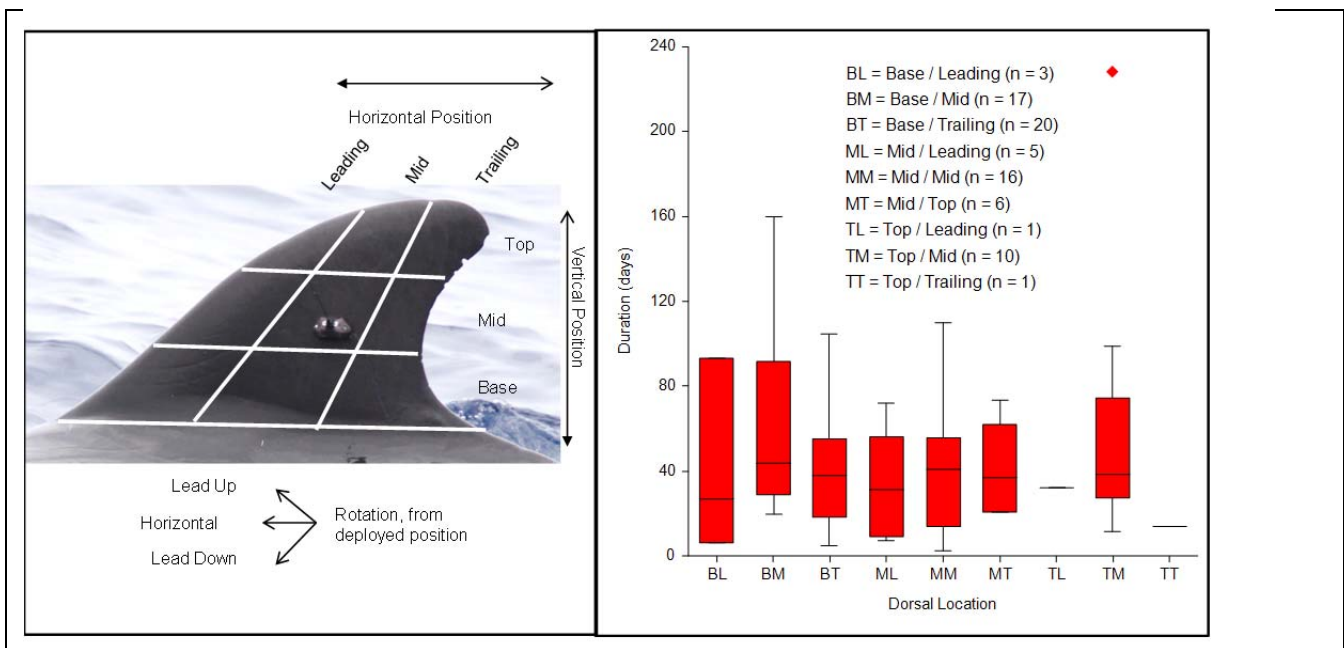 Horizontal Position
Leading
Mid
Trailing
Top
Mid
Base
Vertical Position
Lead Up
Horizontal
Lead Down
Rotation, from
deployed position
240
200
160
120
80
40
0
Duration (days)
BL = Base / Leading (n = 3)
BM = Base / Mid (n = 17)
BT = Base / Trailing (n = 20)
ML = Mid / Leading (n = 5)
MM = Mid / Mid (n = 16)
MT = Mid / Top (n = 6)
TL = Top / Leading (n = 1)
TM = Top / Mid (n = 10)
TT = Top / Trailing (n = 1)
BL BM BT ML MM MT TL TM TT
Dorsal Location